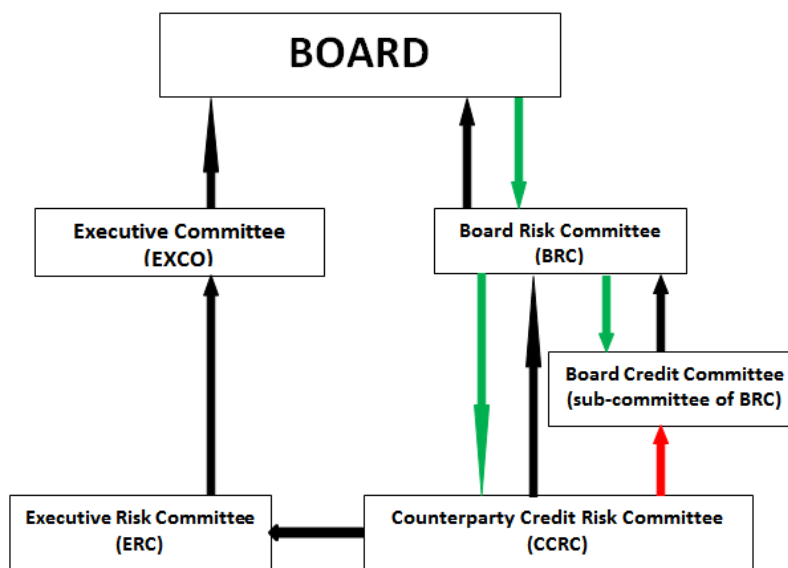 BOARD
Executive Committee
(EXCO)
Board Risk Committee
(BRC)
Board Credit Committee
(sub-committee of BRC)
Executive Risk Committee
(ERC)
Counterparty Credit Risk Committee
(CCRC)